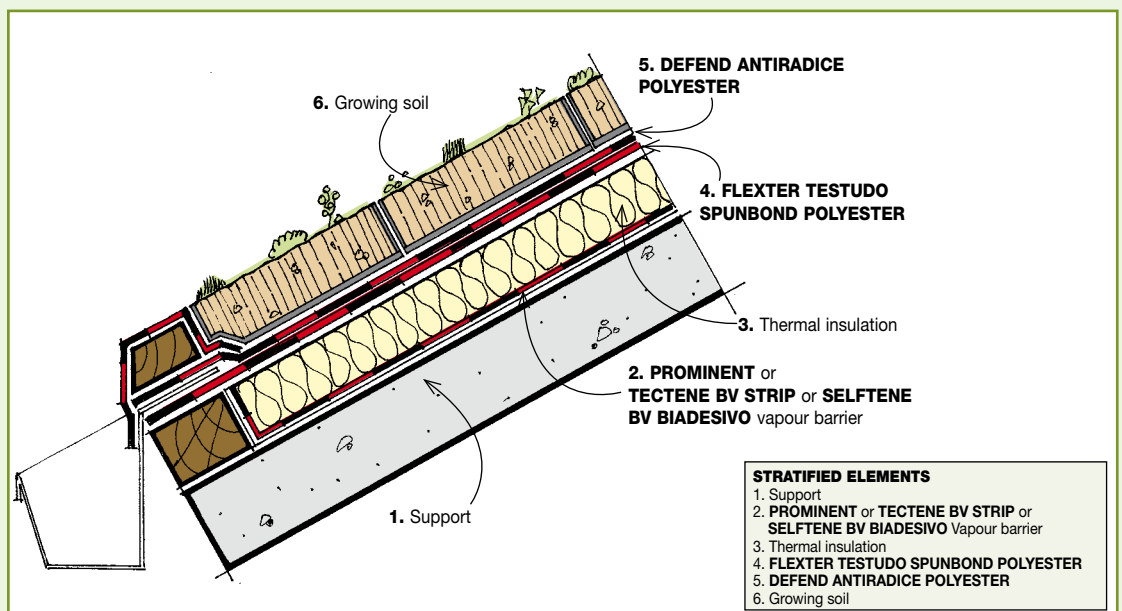 5. DEFEND ANTIRADICE
POLYESTER
6. Growing soil
4. FLEXTER TESTUDO
SPUNBOND POLYESTER
3. Thermal insulation
2. PROMINENT or
TECTENE BV STRIP or SELFTENE
BV BIADESIVO vapour barrier
1. Support
STRATIFIED ELEMENTS
1. Support
2. PROMINENT or TECTENE BV STRIP or
SELFTENE BV BIADESIVO Vapour barrier
3. Thermal insulation
4. FLEXTER TESTUDO SPUNBOND POLYESTER
5. DEFEND ANTIRADICE POLYESTER
6. Growing soil